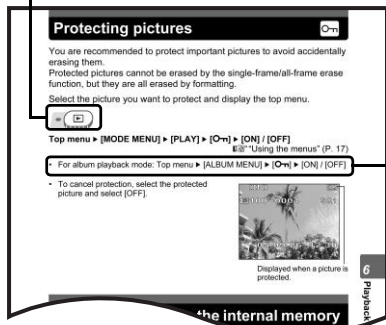 Protecting pictures
You are recommended to protect important pictures to avoid accidentally
erasing them.
Protected pictures cannot be erased by the single-frame/all-frame erase
function, but they are all erased by formatting.
Select the picture you want to protect and display the top menu.
Top menu ▶ [MODE MENU] ▶ [PLAY] ▶ [On] ▶ [ON] / [OFF]
"Using the menus" (P. 17)
• For album playback mode: Top menu ▶ [ALBUM MENU] ▶ [On] ▶ [ON] / [OFF]
• To cancel protection, select the protected
picture and select [OFF].
Displayed when a picture is
protected.
6
Playback
the internal memory